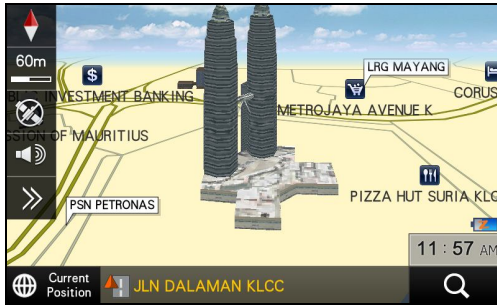 60m
LRG MAYANG
$
INVESTMENT BANKING
CORUS
METROJAYA AVENUE K
OF MAURITIUS
PIZZA HUT SURIA KLC
PSN PETRONAS
11:57 AM
Current
Position
JLN DALAMAN KLCC